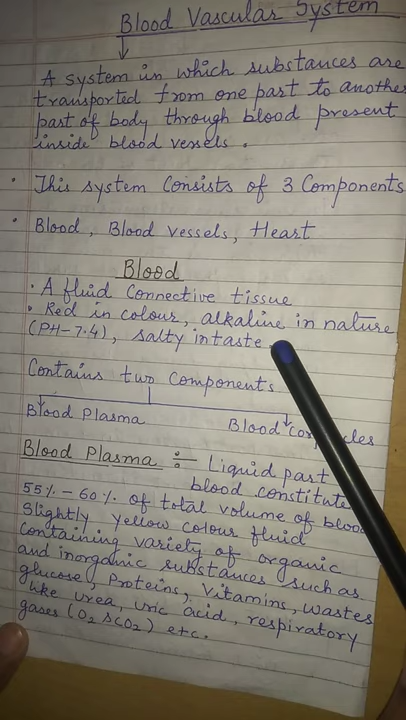 Blood Vascular System
A system in which substances are
transported from one part to another
part of body through blood present
inside blood vessels.
• This system Consists of 3 Components
• Blood, Blood vessels, Heart
Blood
• A fluid Connective tissue
• Red in colour, alkaline in nature
(PH-7.4), salty in taste
Contains two Components
Blood Plasma Blood
Blood Plasma ÷ Liquid part
blood constitute
55% - 60% of total volume of blood
Slightly yellow colour fluid
containing variety of organic
and inorganic substances such as
glucose, Proteins, Vitamins, wastes
like urea, uric acid, respiratory
gases (O2 & CO2) etc.